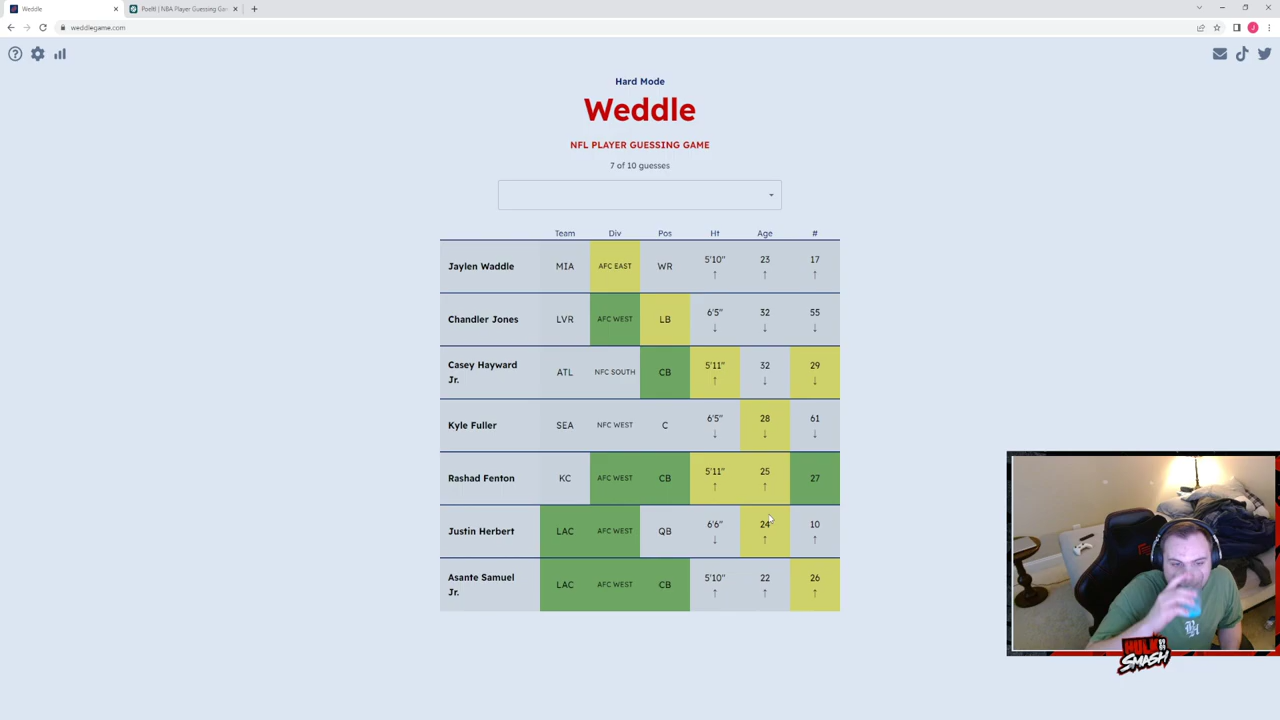 Weddle
Poeltl | NBA Player Guessing Ga
weddlegame.com
Hard Mode
Weddle
NFL PLAYER GUESSING GAME
7 of 10 guesses
Team Div Pos Ht Age #
Jaylen Waddle MIA AFC EAST WR 5'10" ↑ 23 ↑ 17 ↑
Chandler Jones LVR AFC WEST LB 6'5" ↓ 32 ↓ 55 ↓
Casey Hayward Jr. ATL NFC SOUTH CB 5'11" ↑ 32 ↓ 29 ↓
Kyle Fuller SEA NFC WEST C 6'5" ↓ 28 ↓ 61 ↓
Rashad Fenton KC AFC WEST CB 5'11" ↑ 25 ↑ 27
Justin Herbert LAC AFC WEST QB 6'6" ↓ 24 ↑ 10 ↑
Asante Samuel Jr. LAC AFC WEST CB 5'10" ↑ 22 ↑ 26 ↑
HULK
SMASH